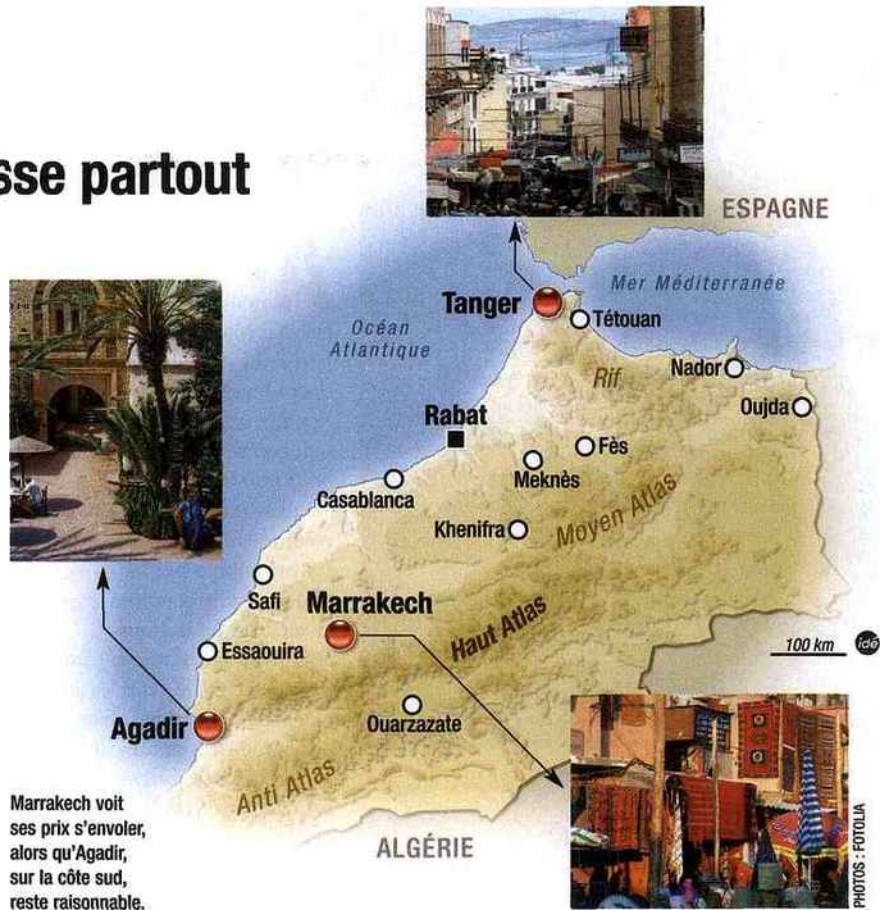 sse partout
ESPAGNE
Mer Méditerranée
Tanger
Tétouan
Océan
Atlantique
Rif
Nador
Oujda
Rabat
Fès
Meknès
Casablanca
Khenifra
Moyen Atlas
Safi
Marrakech
Haut Atlas
Essaouira
100 km
idé
Agadir
Ouarzazate
Anti Atlas
ALGÉRIE
Marrakech voit
ses prix s'envoler,
alors qu'Agadir,
sur la côte sud,
reste raisonnable.
PHOTOS : FOTOLIA